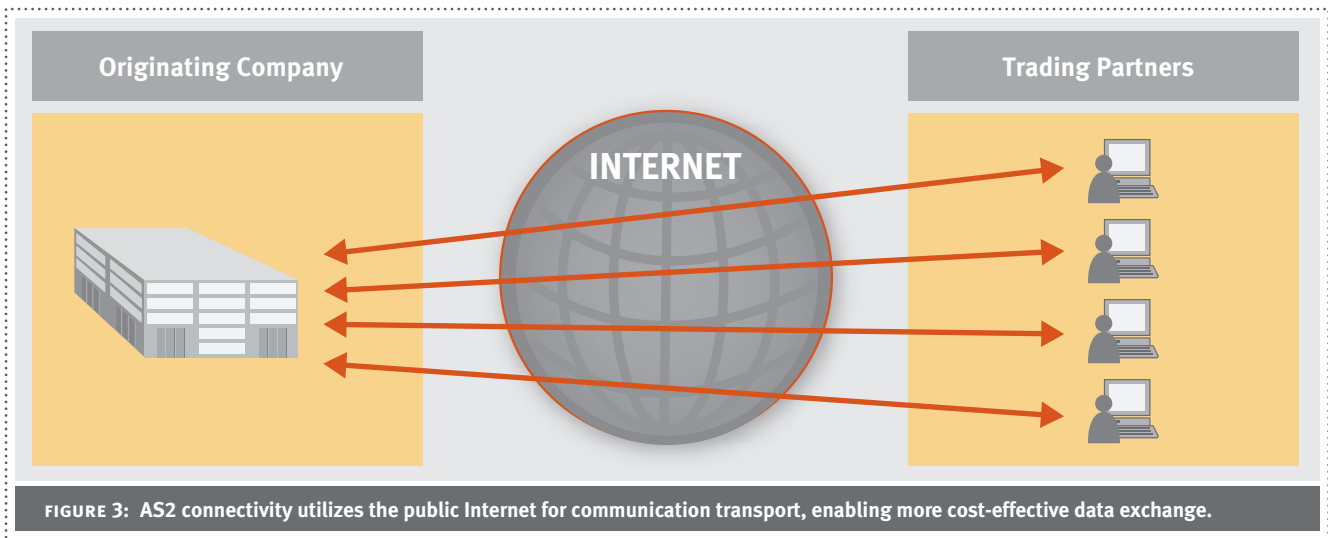 Originating Company
Trading Partners
INTERNET
FIGURE 3: AS2 connectivity utilizes the public Internet for communication transport, enabling more cost-effective data exchange.